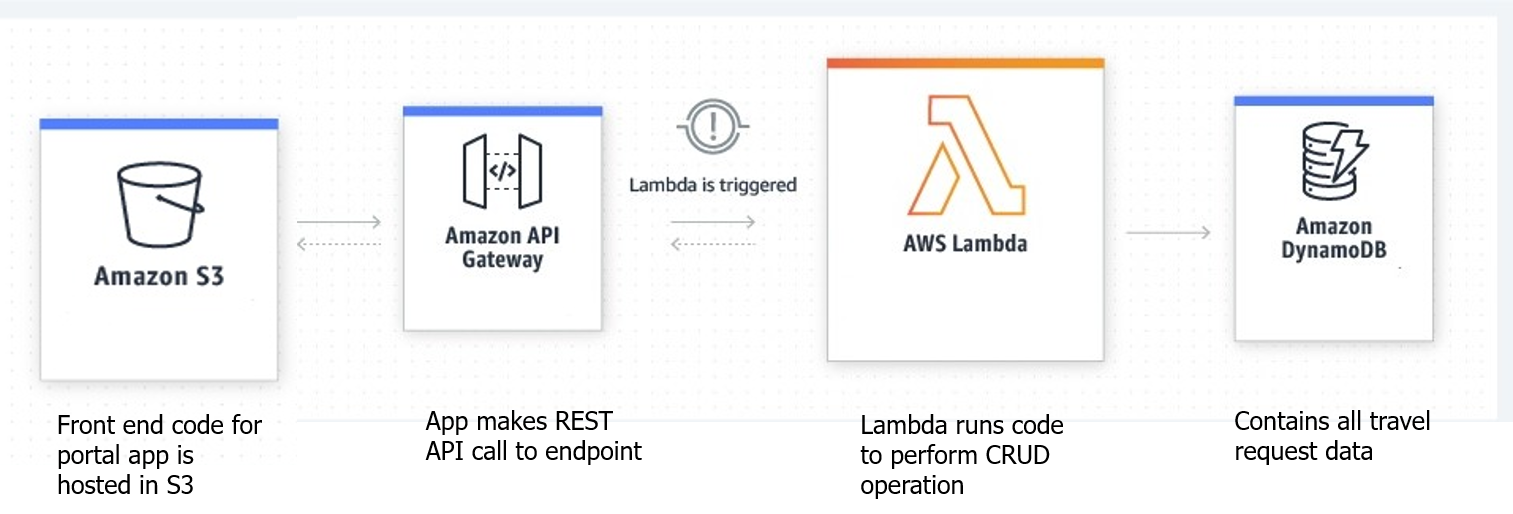 Amazon S3
Amazon API
Gateway
</>
Lambda is triggered
AWS Lambda
Amazon
DynamoDB
Front end code for
portal app is
hosted in S3
App makes REST
API call to endpoint
Lambda runs code
to perform CRUD
operation
Contains all travel
request data